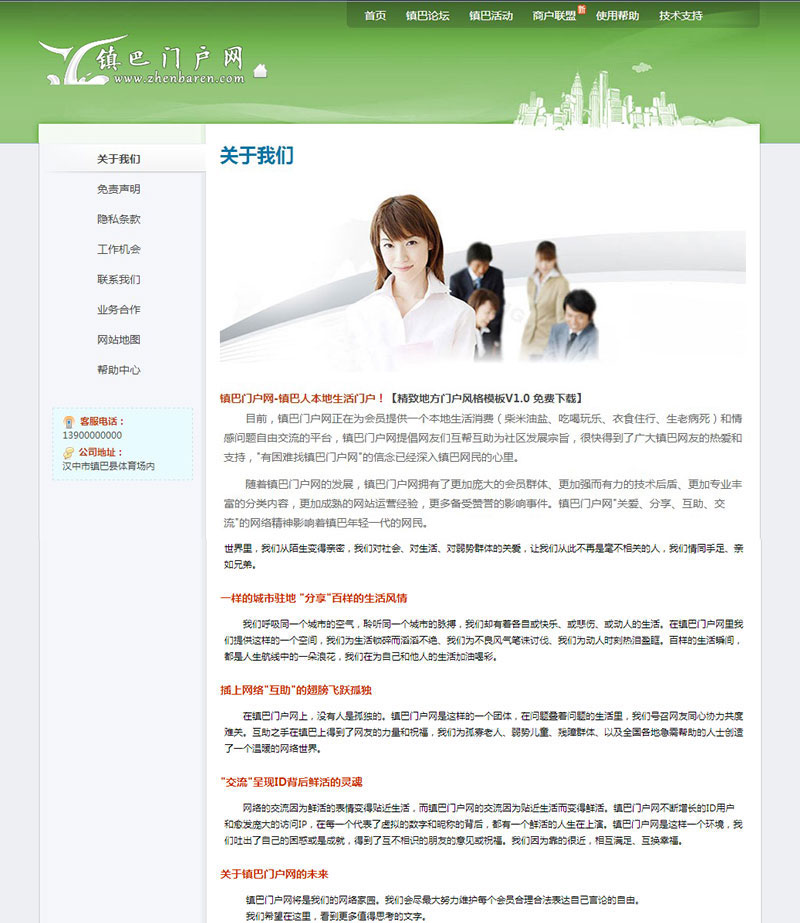 首页 镇巴论坛 镇巴活动 商户联盟 新 使用帮助 技术支持
镇巴门户网
www.zhenbaren.com
关于我们
免责声明
隐私条款
工作机会
联系我们
业务合作
网站地图
帮助中心
客服电话：
13900000000
公司地址：
汉中市镇巴县体育场内
关于我们
镇巴门户网-镇巴人本地生活门户！【精致地方门户风格模板V1.0 免费下载】
目前，镇巴门户网正在为会员提供一个本地生活消费（柴米油盐、吃喝玩乐、衣食住行、生老病死）和情
感问题自由交流的平台，镇巴门户网提倡网友们互帮互助为社区发展宗旨，很快得到了广大镇巴网友的热爱和
支持，"有困难找镇巴门户网"的信念已经深入镇巴网民的心里。
随着镇巴门户网的发展，镇巴门户网拥有了更加庞大的会员群体、更加强而有力的技术后盾、更加专业丰
富的分类内容，更加成熟的网站运营经验，更多备受赞誉的影响事件。镇巴门户网"关爱、分享、互助、交
流"的网络精神影响着镇巴年轻一代的网民。
世界里，我们从陌生变得亲密，我们对社会、对生活、对弱势群体的关爱，让我们从此不再是毫不相关的人，我们情同手足、亲
如兄弟。
一样的城市驻地 "分享"百样的生活风情
我们呼吸同一个城市的空气，聆听同一个城市的脉搏，我们却有着各自或快乐、或悲伤、或动人的生活。在镇巴门户网里我
们提供这样的一个空间，我们为生活锁碎而滔滔不绝、我们为不良风气笔诛讨伐、我们为动人时刻热泪盈眶。百样的生活瞬间，
都是人生航线中的一朵浪花，我们在为自己和他人的生活加油喝彩。
插上网络"互助"的翅膀飞跃孤独
在镇巴门户网上，没有人是孤独的。镇巴门户网是这样的一个团体，在问题叠着问题的生活里，我们号召网友同心协力共度
难关。互助之手在镇巴上得到了网友的力量和祝福，我们为孤寡老人、弱势儿童、残障群体、以及全国各地急需帮助的人士创造
了一个温暖的网络世界。
"交流"呈现ID背后鲜活的灵魂
网络的交流因为鲜活的表情变得贴近生活，而镇巴门户网的交流因为贴近生活而变得鲜活。镇巴门户网不断增长的ID用户
和愈发庞大的访问IP，在每一个代表了虚拟的数字和昵称的背后，都有一个鲜活的人生在上演。镇巴门户网是这样一个环境，我
们吐出了自己的困惑或是成就，得到了互不相识的朋友的意见或祝福。我们因为靠的很近，相互满足、互换幸福。
关于镇巴门户网的未来
镇巴门户网将是我们的网络家园。我们会尽最大努力维护每个会员合理合法表达自己言论的自由。
我们希望在这里，看到更多值得思考的文字。